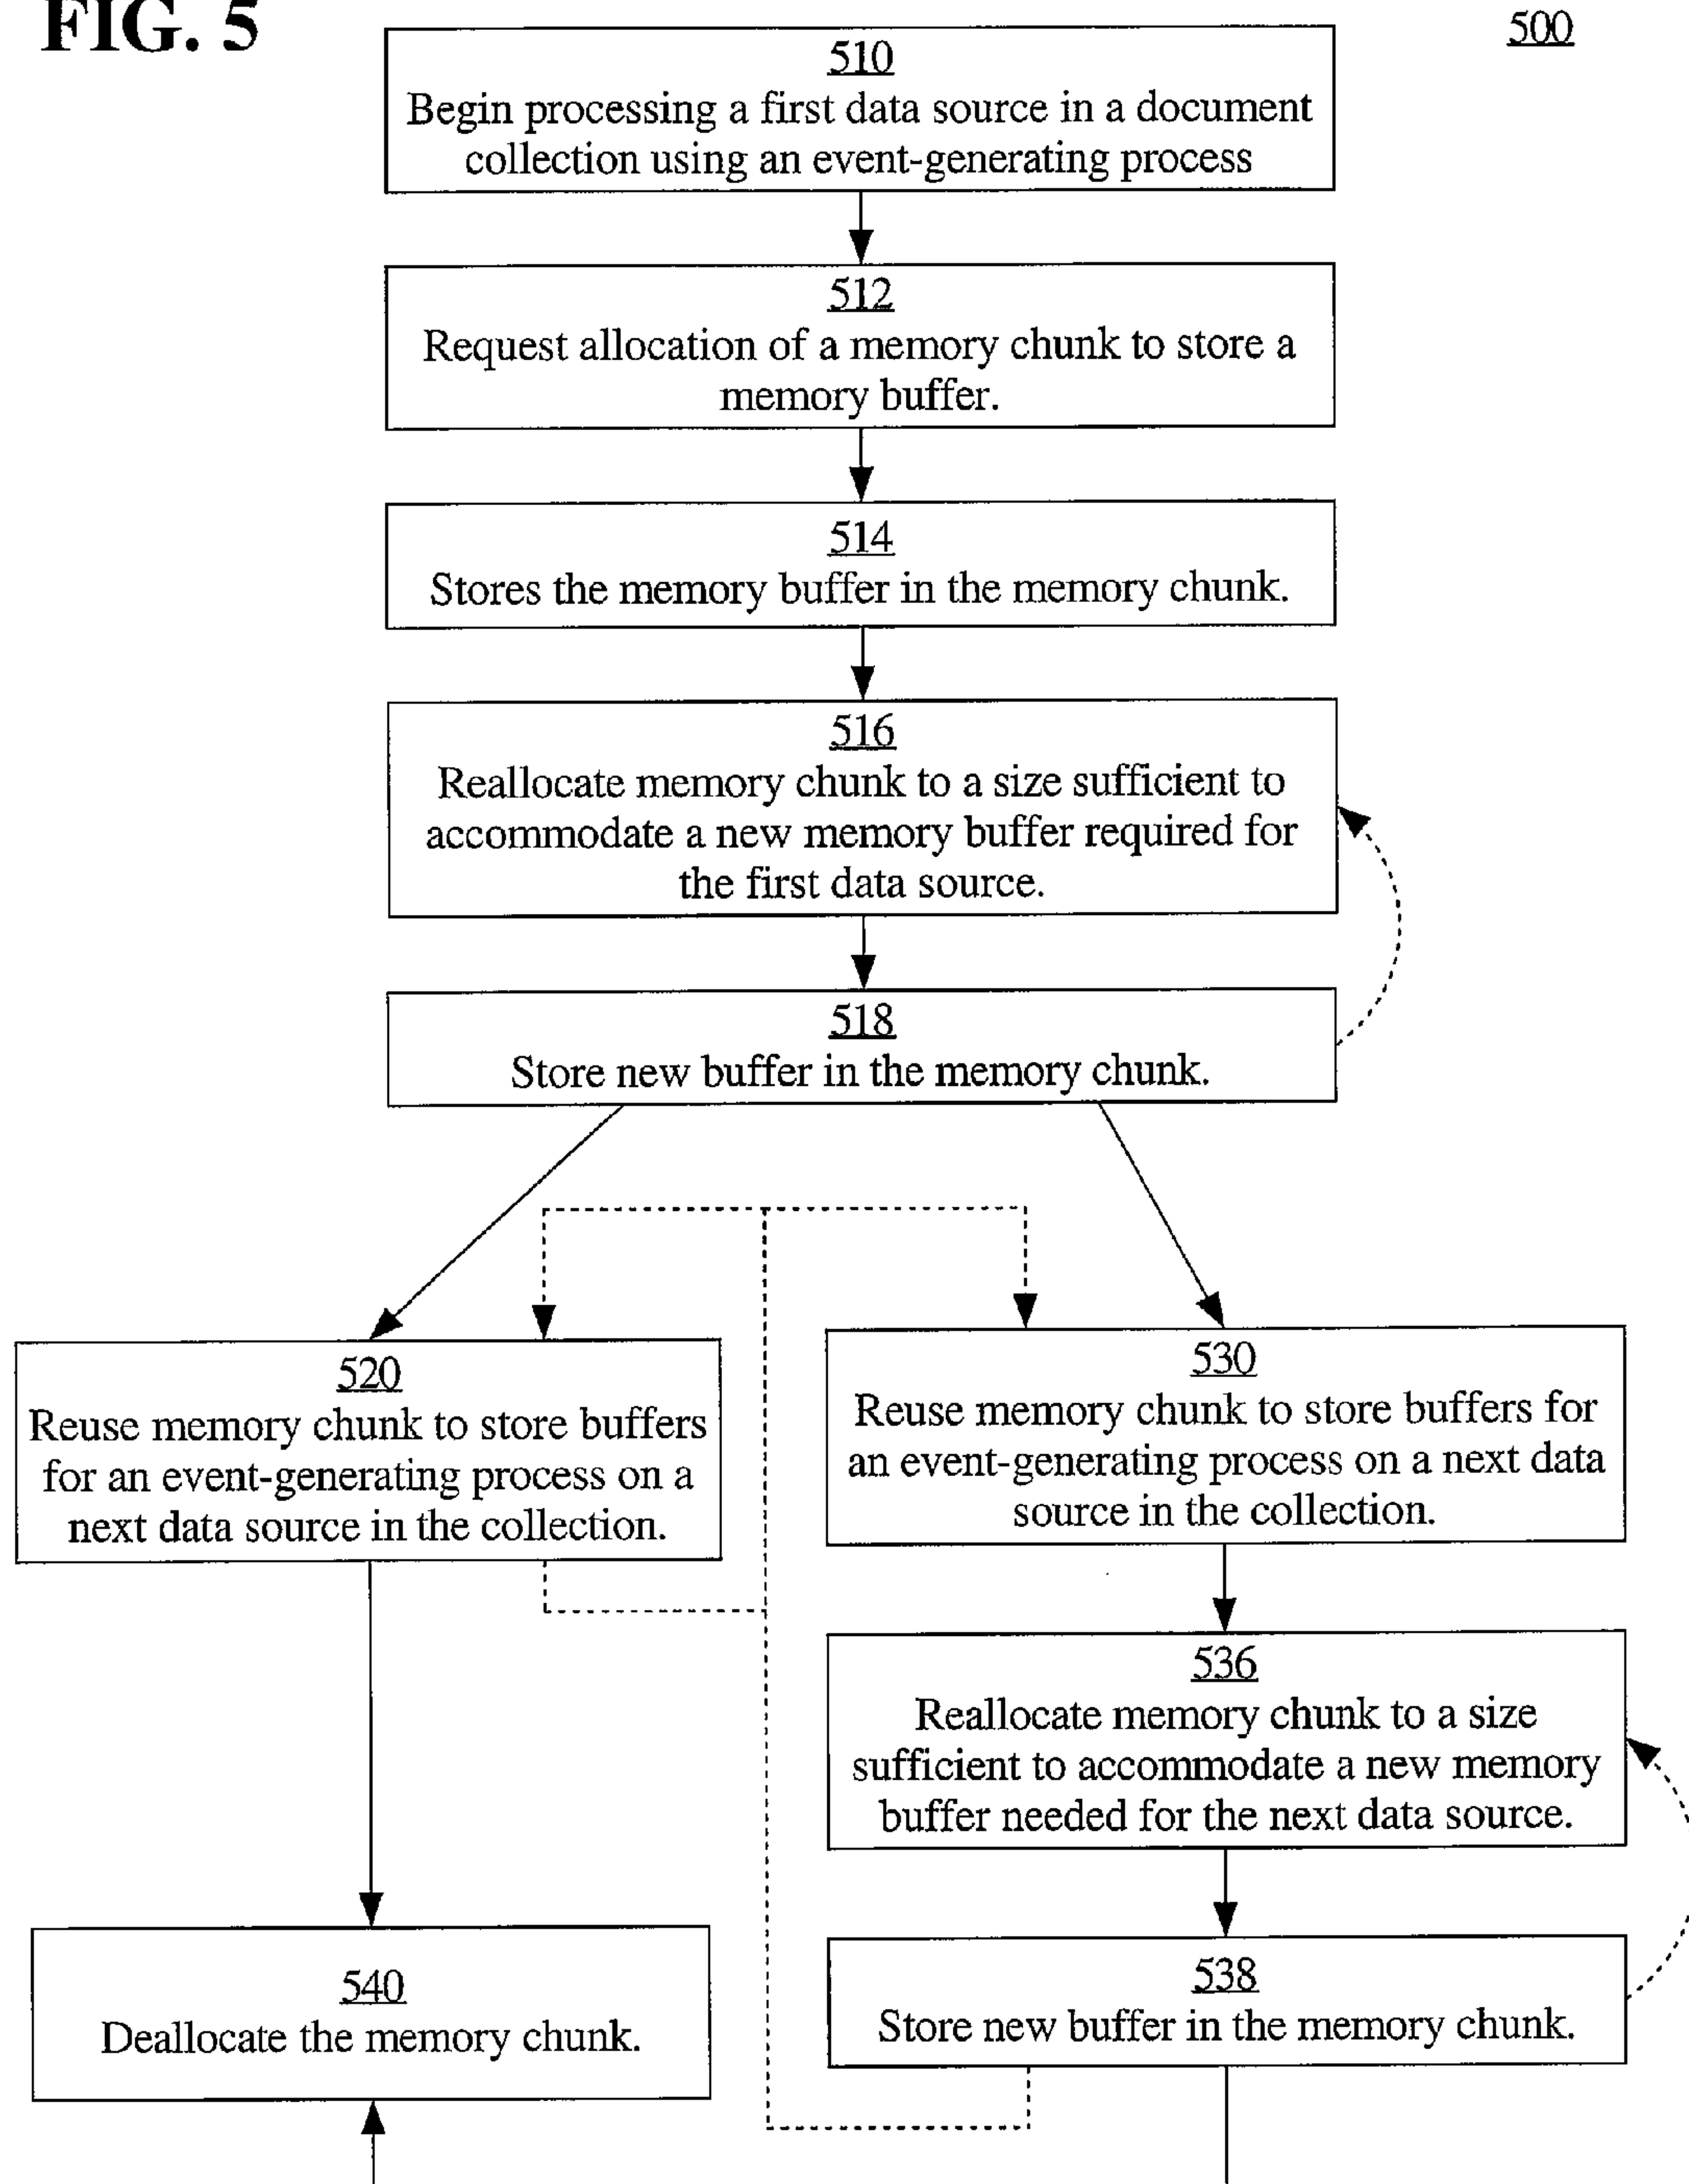 FIG. 5
500
510
Begin processing a first data source in a document
collection using an event-generating process
512
Request allocation of a memory chunk to store a
memory buffer.
514
Stores the memory buffer in the memory chunk.
516
Reallocate memory chunk to a size sufficient to
accommodate a new memory buffer required for
the first data source.
518
Store new buffer in the memory chunk.
520
Reuse memory chunk to store buffers
for an event-generating process on a
next data source in the collection.
530
Reuse memory chunk to store buffers for
an event-generating process on a next data
source in the collection.
536
Reallocate memory chunk to a size
sufficient to accommodate a new memory
buffer needed for the next data source.
540
Deallocate the memory chunk.
538
Store new buffer in the memory chunk.